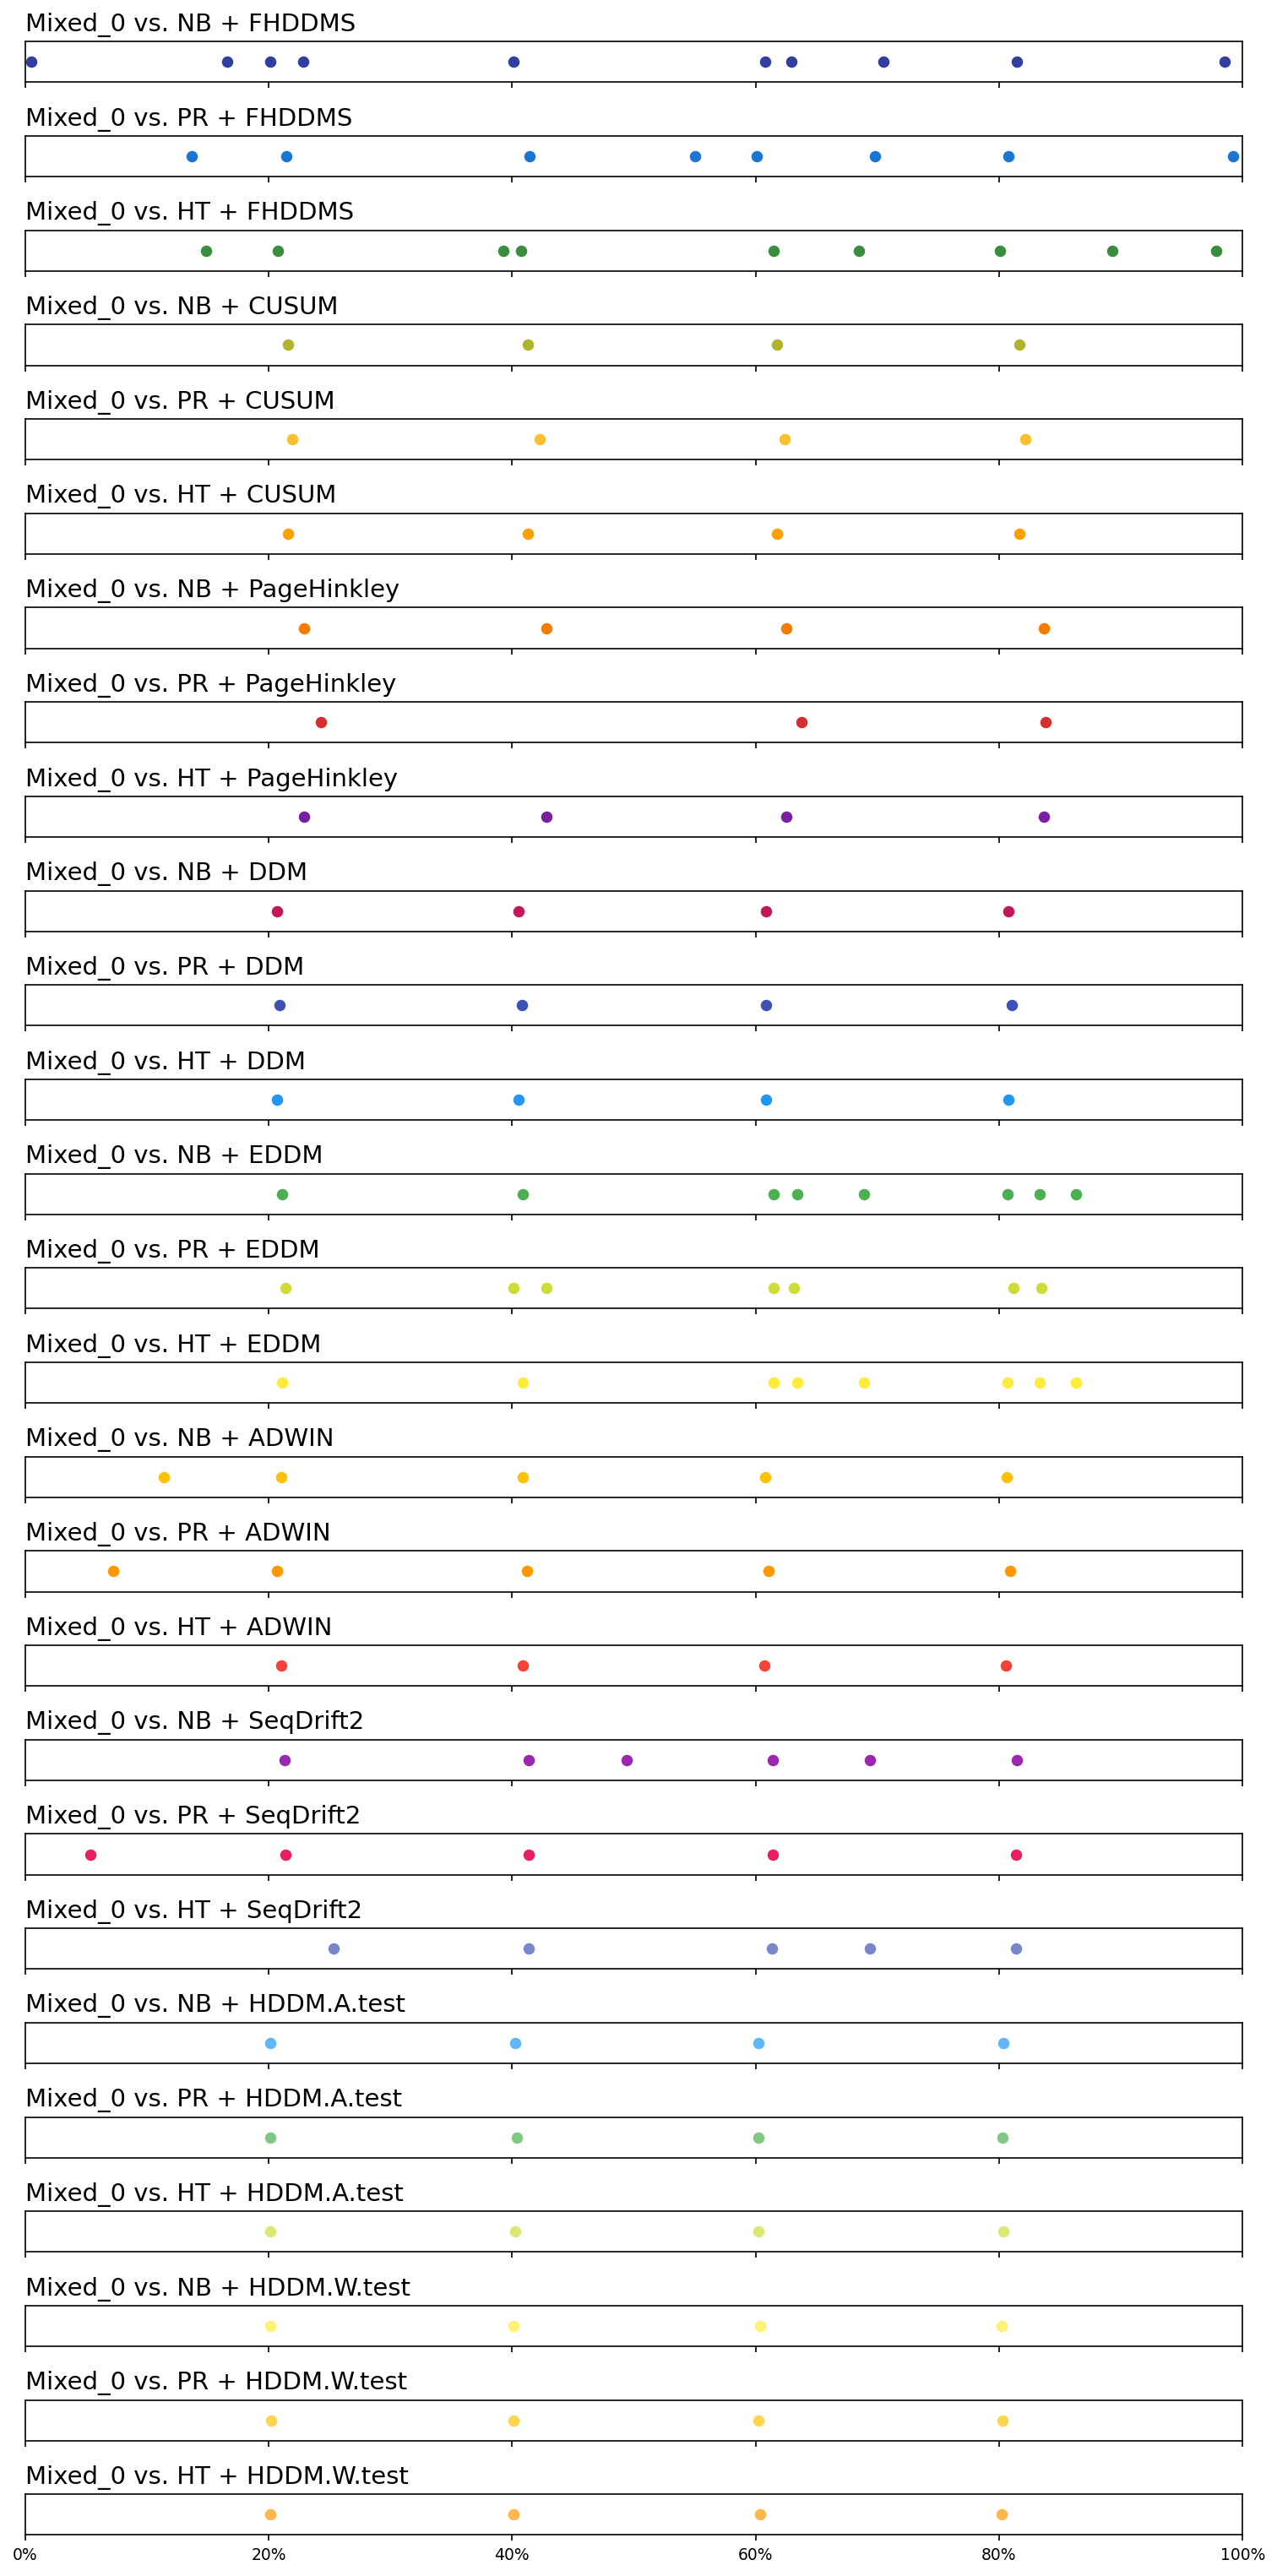 Mixed_0 vs. NB + FHDDMS
Mixed_0 vs. PR + FHDDMS
Mixed_0 vs. HT + FHDDMS
Mixed_0 vs. NB + CUSUM
Mixed_0 vs. PR + CUSUM
Mixed_0 vs. HT + CUSUM
Mixed_0 vs. NB + PageHinkley
Mixed_0 vs. PR + PageHinkley
Mixed_0 vs. HT + PageHinkley
Mixed_0 vs. NB + DDM
Mixed_0 vs. PR + DDM
Mixed_0 vs. HT + DDM
Mixed_0 vs. NB + EDDM
Mixed_0 vs. PR + EDDM
Mixed_0 vs. HT + EDDM
Mixed_0 vs. NB + ADWIN
Mixed_0 vs. PR + ADWIN
Mixed_0 vs. HT + ADWIN
Mixed_0 vs. NB + SeqDrift2
Mixed_0 vs. PR + SeqDrift2
Mixed_0 vs. HT + SeqDrift2
Mixed_0 vs. NB + HDDM.A.test
Mixed_0 vs. PR + HDDM.A.test
Mixed_0 vs. HT + HDDM.A.test
Mixed_0 vs. NB + HDDM.W.test
Mixed_0 vs. PR + HDDM.W.test
Mixed_0 vs. HT + HDDM.W.test
0% 20% 40% 60% 80% 100%